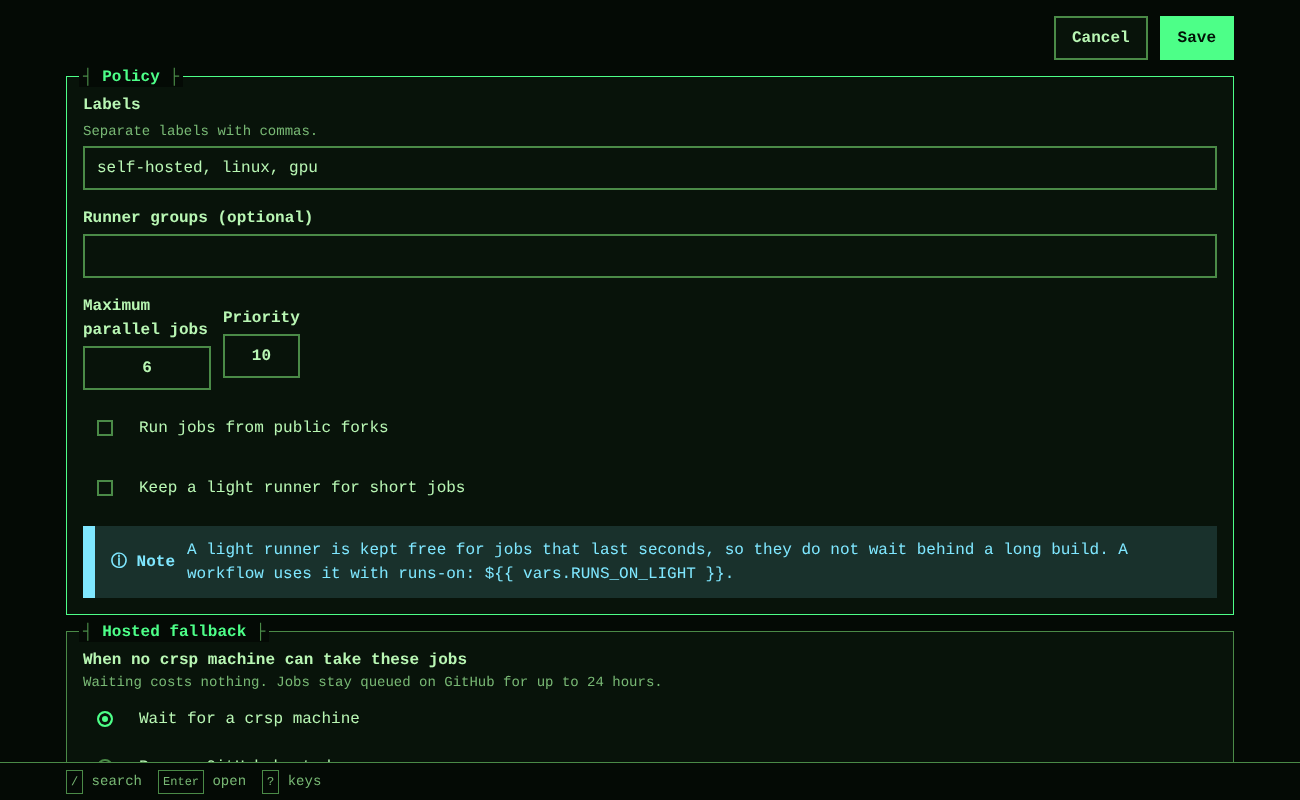 Cancel Save
Policy
Labels
Separate labels with commas.
self-hosted, linux, gpu
Runner groups (optional)
Maximum
parallel jobs
Priority
6
10
Run jobs from public forks
Keep a light runner for short jobs
ⓘ Note
A light runner is kept free for jobs that last seconds, so they do not wait behind a long build. A
workflow uses it with runs-on: ${{ vars.RUNS_ON_LIGHT }}.
Hosted fallback
When no crsp machine can take these jobs
Waiting costs nothing. Jobs stay queued on GitHub for up to 24 hours.
Wait for a crsp machine
/ search Enter open ? keys